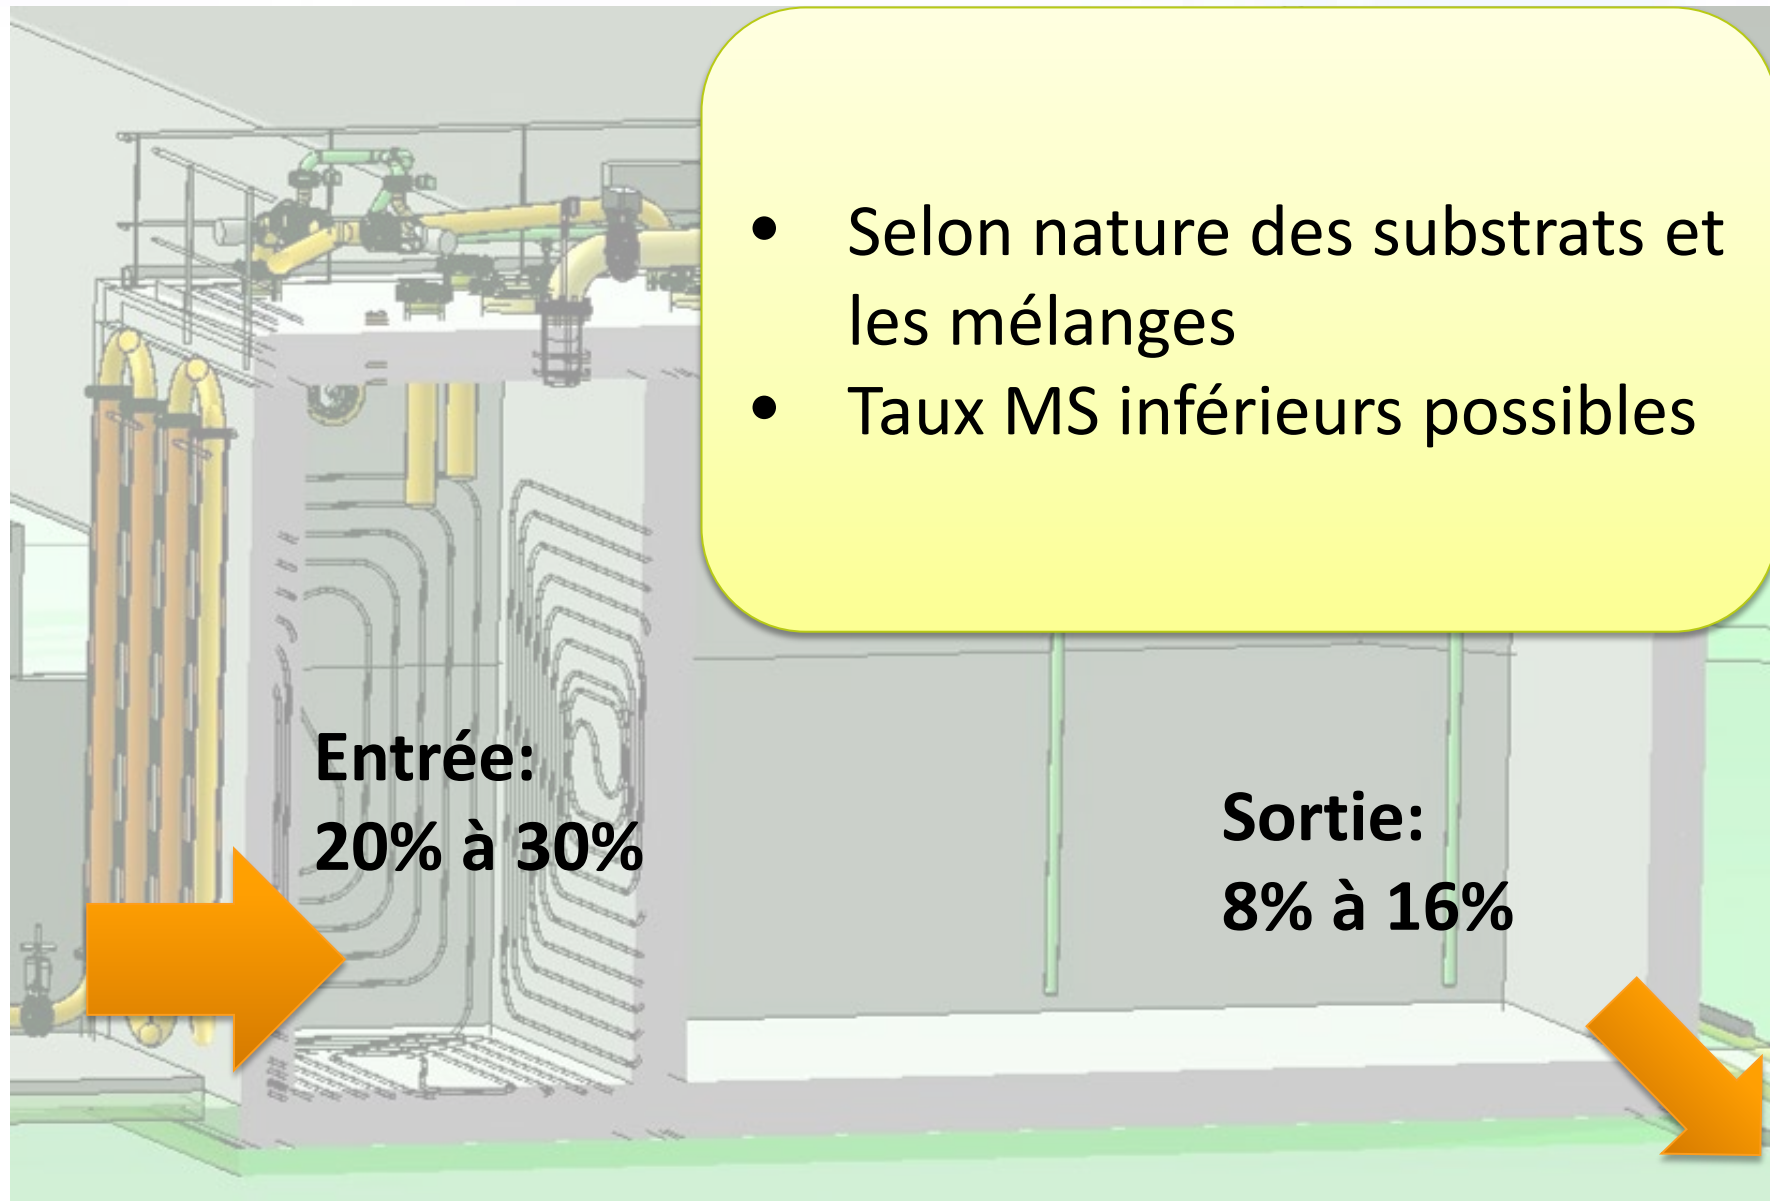 • Selon nature des substrats et
les mélanges
• Taux MS inférieurs possibles
Entrée:
20% à 30%
Sortie:
8% à 16%